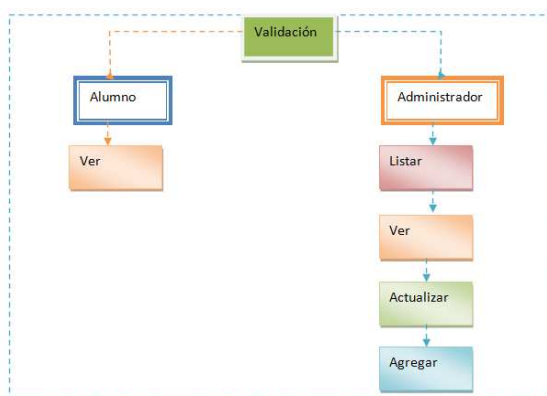 Validación
Alumno
Administrador
Ver
Listar
Ver
Actualizar
Agregar